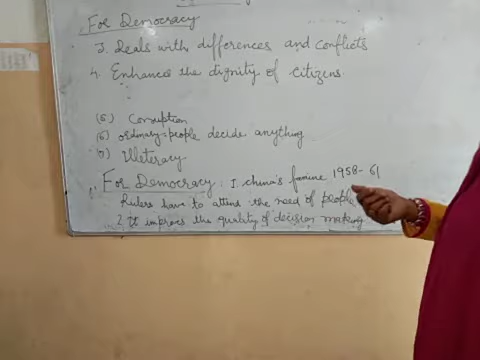 For Democracy
3. Deals with differences and conflicts
4. Enhances the dignity of citizens.
(5) Corruption
(6) ordinary people decide anything
(7) Illeteracy
For Democracy: 1. China's famine 1958-61
Rulers have to attend the need of people
2. It improes the quality of decision making